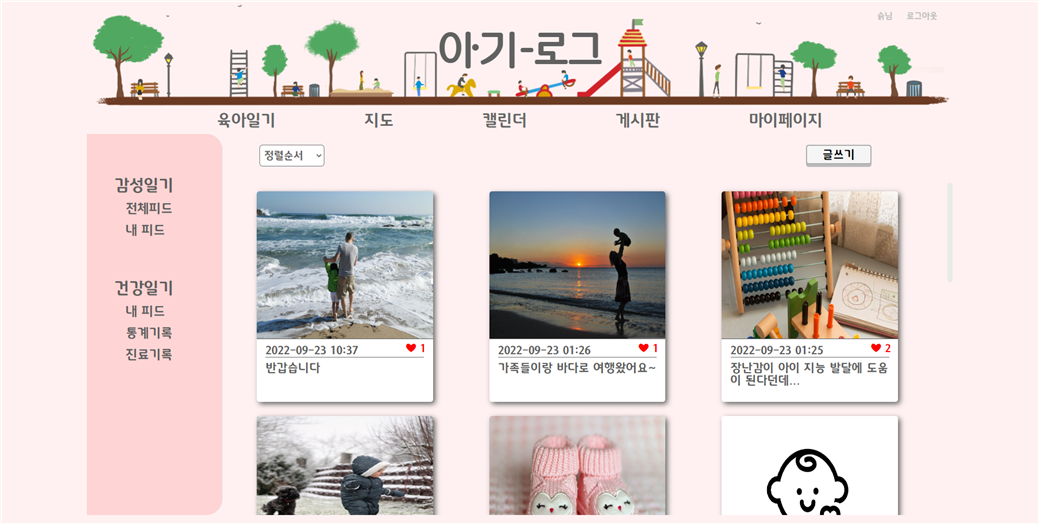 슴님 로그아웃
아기-로그
육아일기 지도 캘린더 게시판 마이페이지
정렬순서 글쓰기
감성일기
전체피드
내 피드
건강일기
내 피드
통계기록
진료기록
2022-09-23 10:37 1
반갑습니다
2022-09-23 01:26 1
가족들이랑 바다로 여행왔어요~
2022-09-23 01:25 2
장난감이 아이 지능 발달에 도움
이 된다던데...